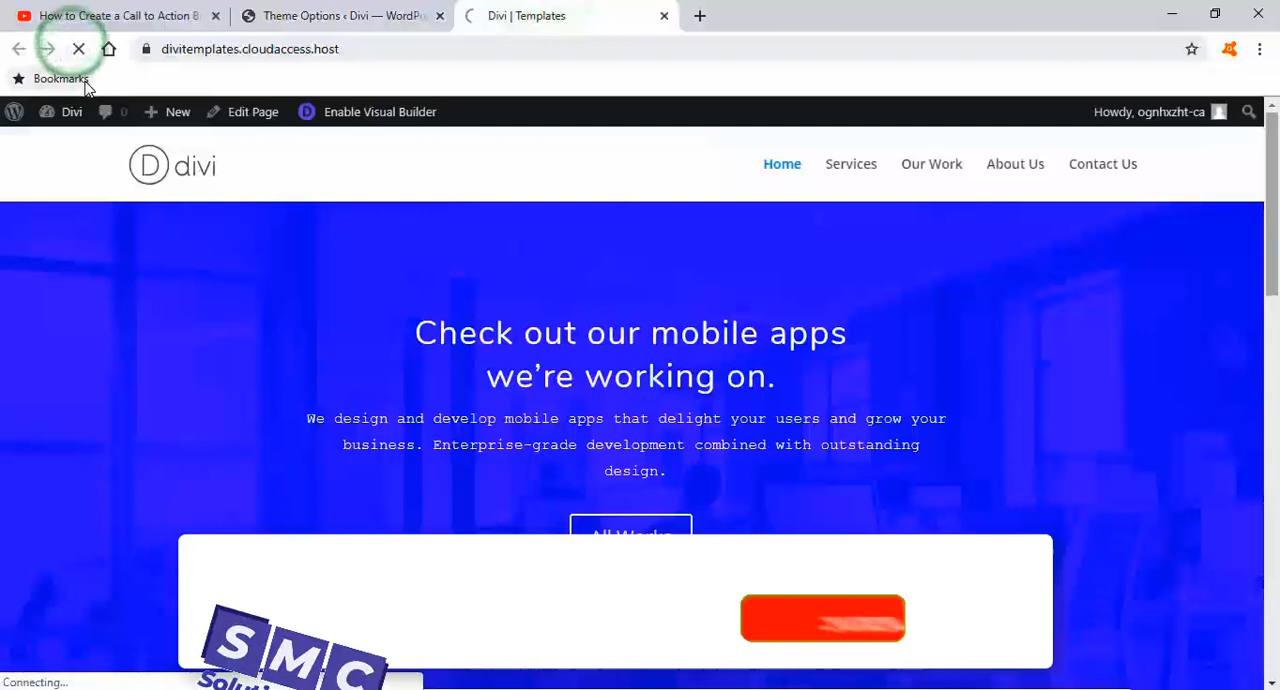 How to Create a Call to Action B
Theme Options ‹ Divi — WordPr
Divi | Templates
divitemplates.cloudaccess.host
Bookmarks
Divi
0
New
Edit Page
Enable Visual Builder
Howdy, ognhxzht-ca
D divi
Home
Services
Our Work
About Us
Contact Us
Check out our mobile apps
we're working on.
We design and develop mobile apps that delight your users and grow your
business. Enterprise-grade development combined with outstanding
design.
All Works
SMC
Connecting...